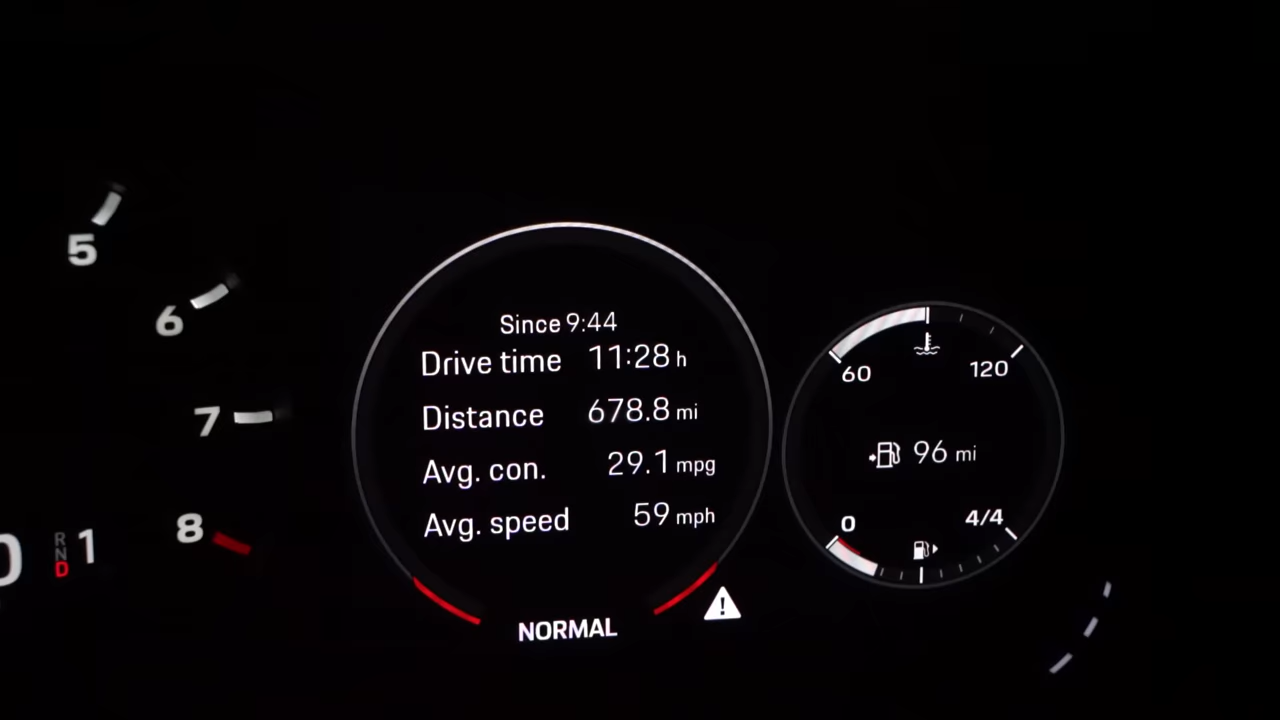 5
6
7
8
0
R
N
D
1
Since 9:44
Drive time 11:28 h
Distance 678.8 mi
Avg. con. 29.1 mpg
Avg. speed 59 mph
NORMAL
60 120
96 mi
0 4/4